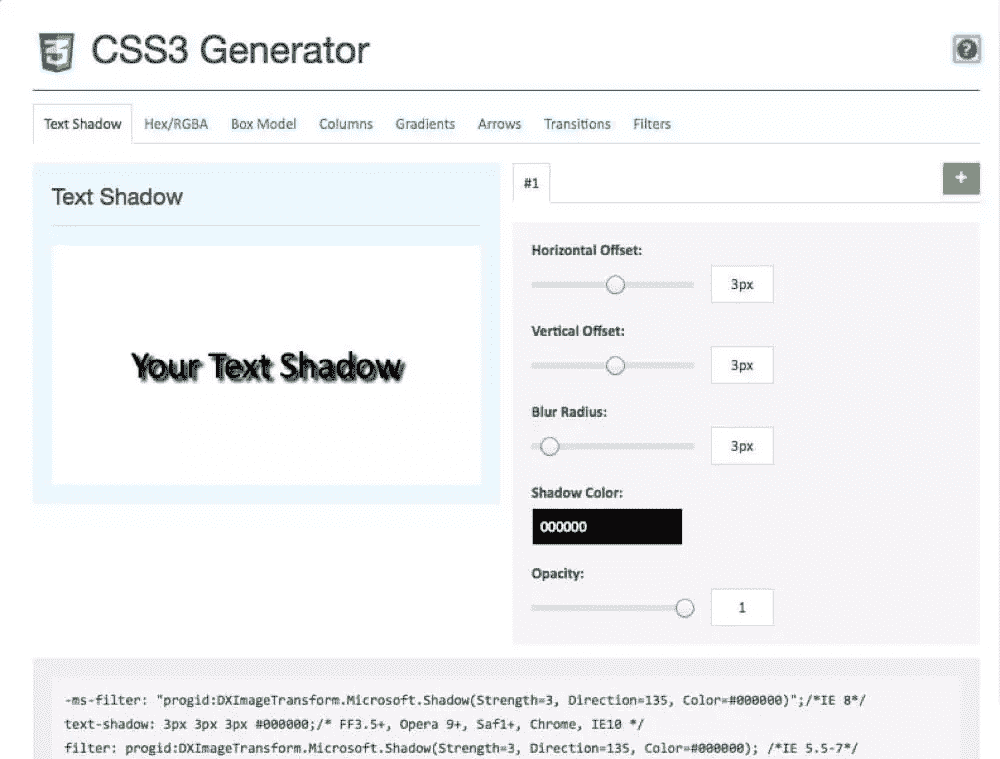 CSS3 Generator
?
Text Shadow Hex/RGBA Box Model Columns Gradients Arrows Transitions Filters
Text Shadow
Your Text Shadow
#1
+
Horizontal Offset:
3px
Vertical Offset:
3px
Blur Radius:
3px
Shadow Color:
000000
Opacity:
1
-ms-filter: "progid:DXImageTransform.Microsoft.Shadow(Strength=3, Direction=135, Color=#000000)";/*IE 8*/
text-shadow: 3px 3px 3px #000000;/* FF3.5+, Opera 9+, Saf1+, Chrome, IE10 */
filter: progid:DXImageTransform.Microsoft.Shadow(Strength=3, Direction=135, Color=#000000); /*IE 5.5-7*/